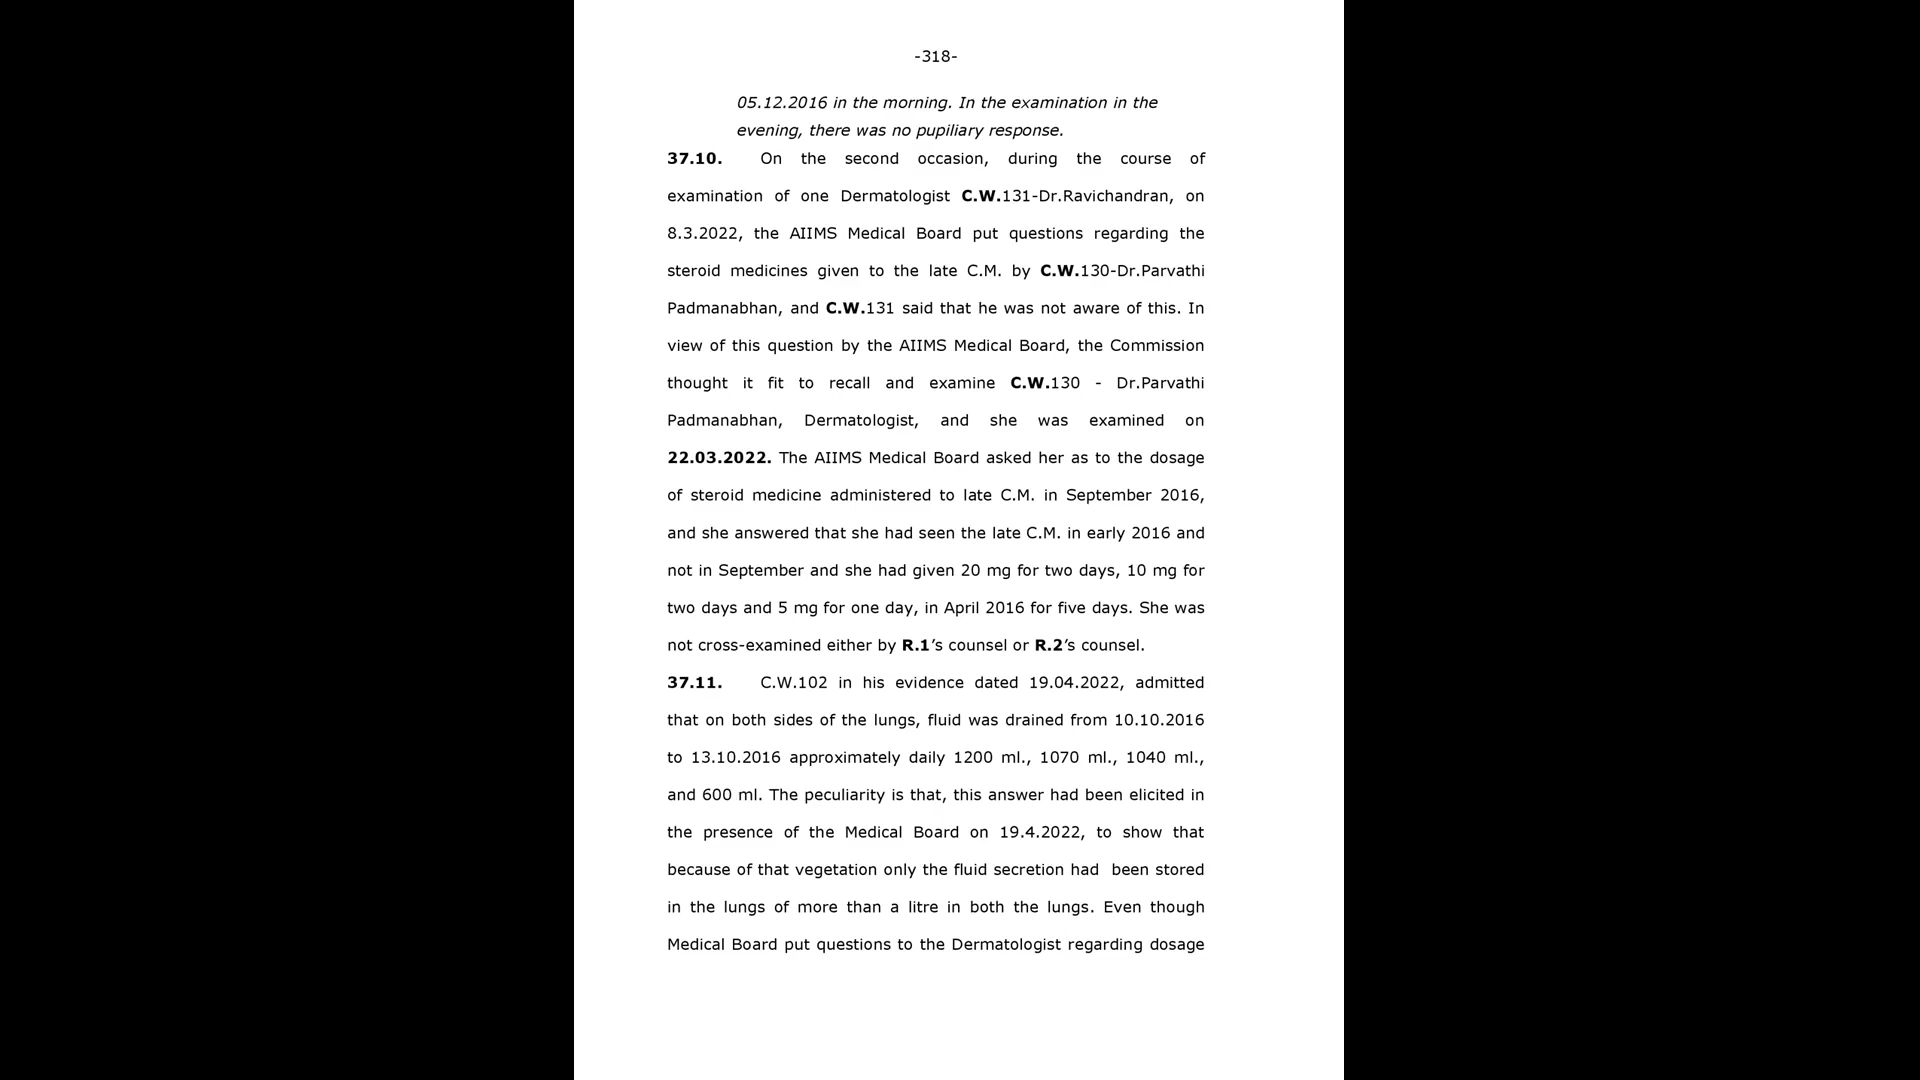 -318-
05.12.2016 in the morning. In the examination in the
evening, there was no pupiliary response.
37.10. On the second occasion, during the course of
examination of one Dermatologist C.W.131-Dr.Ravichandran, on
8.3.2022, the AIIMS Medical Board put questions regarding the
steroid medicines given to the late C.M. by C.W.130-Dr.Parvathi
Padmanabhan, and C.W.131 said that he was not aware of this. In
view of this question by the AIIMS Medical Board, the Commission
thought it fit to recall and examine C.W.130 - Dr.Parvathi
Padmanabhan, Dermatologist, and she was examined on
22.03.2022. The AIIMS Medical Board asked her as to the dosage
of steroid medicine administered to late C.M. in September 2016,
and she answered that she had seen the late C.M. in early 2016 and
not in September and she had given 20 mg for two days, 10 mg for
two days and 5 mg for one day, in April 2016 for five days. She was
not cross-examined either by R.1’s counsel or R.2’s counsel.
37.11. C.W.102 in his evidence dated 19.04.2022, admitted
that on both sides of the lungs, fluid was drained from 10.10.2016
to 13.10.2016 approximately daily 1200 ml., 1070 ml., 1040 ml.,
and 600 ml. The peculiarity is that, this answer had been elicited in
the presence of the Medical Board on 19.4.2022, to show that
because of that vegetation only the fluid secretion had been stored
in the lungs of more than a litre in both the lungs. Even though
Medical Board put questions to the Dermatologist regarding dosage